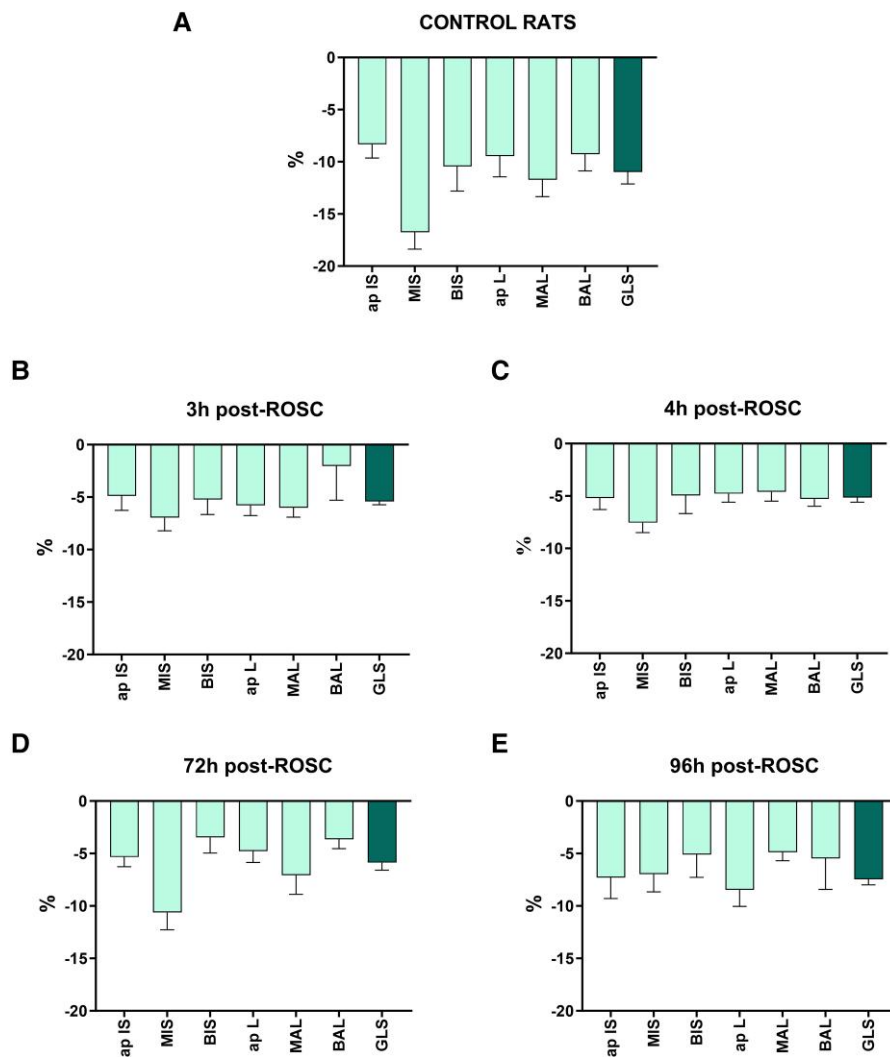 A
CONTROL RATS
0
-5
-10
-15
-20
%
ap IS
MIS
BIS
ap L
MAL
BAL
GLS
B
3h post-ROSC
0
-5
-10
-15
-20
%
ap IS
MIS
BIS
ap L
MAL
BAL
GLS
C
4h post-ROSC
0
-5
-10
-15
-20
%
ap IS
MIS
BIS
ap L
MAL
BAL
GLS
D
72h post-ROSC
0
-5
-10
-15
-20
%
ap IS
MIS
BIS
ap L
MAL
BAL
GLS
E
96h post-ROSC
0
-5
-10
-15
-20
%
ap IS
MIS
BIS
ap L
MAL
BAL
GLS